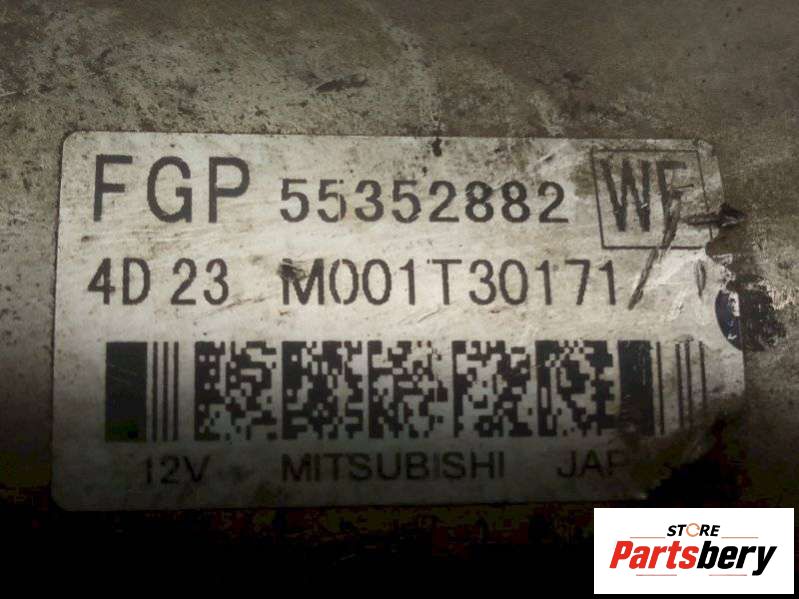 FGP 55352882 WF
4D 23 M001T30171
12V MITSUBISHI
STORE
Partsbery